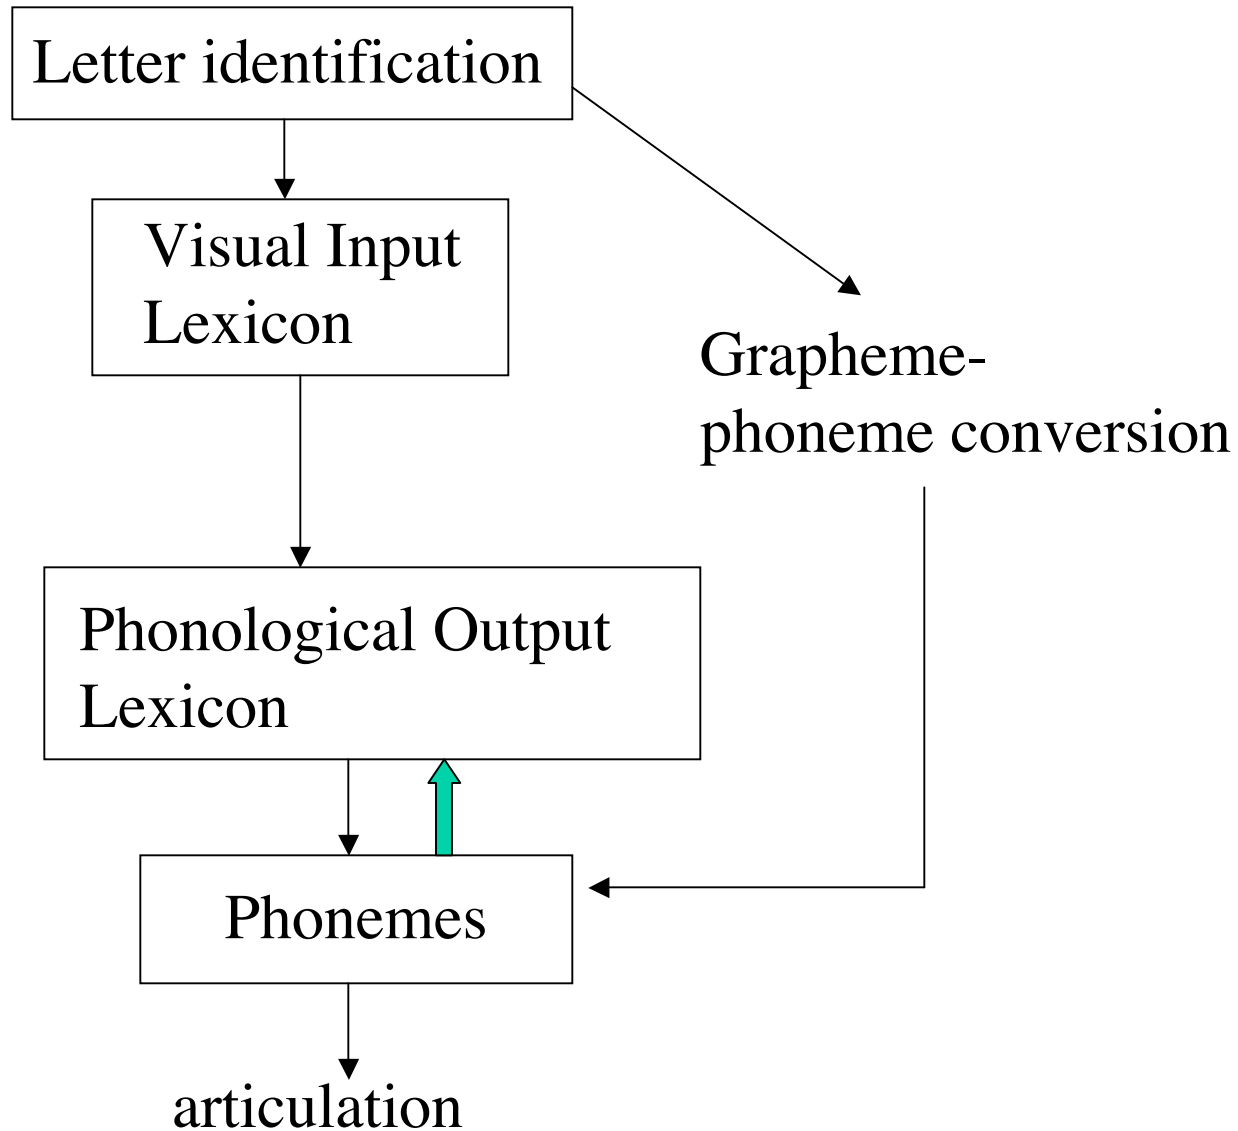 Letter identification
Visual Input
Lexicon
Grapheme-
phoneme conversion
Phonological Output
Lexicon
Phonemes
articulation